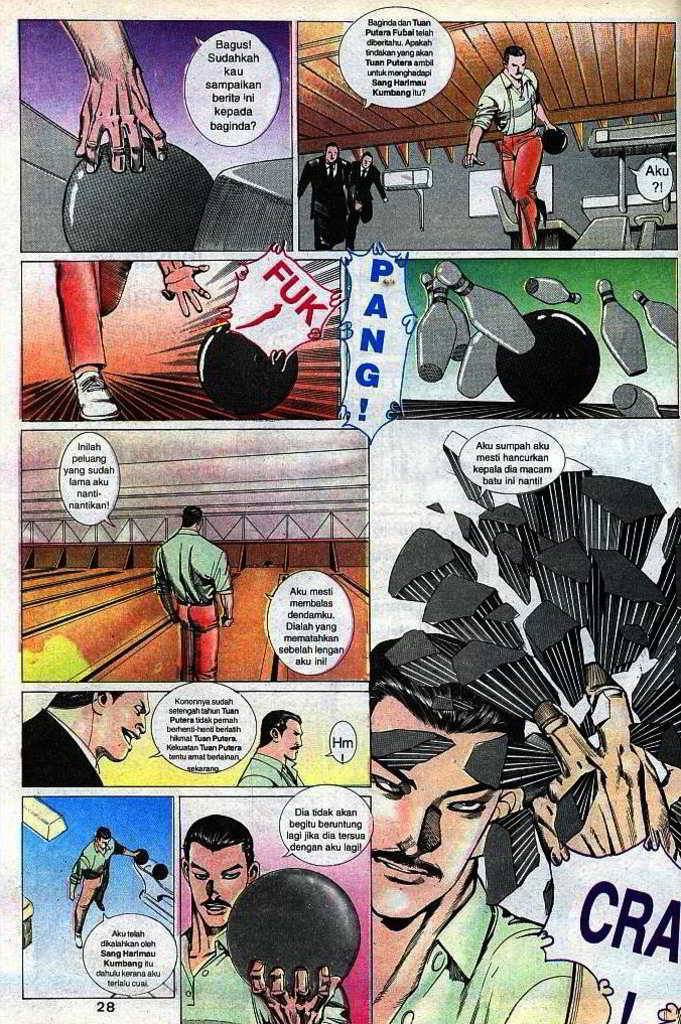 Bagus!
Sudahkah
kau
sampaikan
berita ini
kepada
baginda?
Baginda dan Tuan
Putera Fubai telah
diberitahu. Apakah
tindakan yang akan
Tuan Putera ambil
untuk menghadapi
Sang Harimau
Kumbang itu?
Aku
?!
FUK
PANG!
Inilah
peluang
yang sudah
lama aku
nanti-
nantikan!
Aku mesti
membalas
dendamku.
Dialah yang
mematahkan
sebelah lengan
aku ini!
Aku sumpah aku
mesti hancurkan
kepala dia macam
batu ini nanti!
Kononnya sudah
setengah tahun Tuan
Putera tidak pernah
berhenti-henti berlatih
hikmat Tuan Putera.
Kekuatan Tuan Putera
tentu amat berlainan
sekarang.
Hm
!
Aku telah
dikalahkan oleh
Sang Harimau
Kumbang itu
dahulu kerana aku
terlalu cuai.
Dia tidak akan
begitu beruntung
lagi jika dia tersua
dengan aku lagi!
CRA
!
28